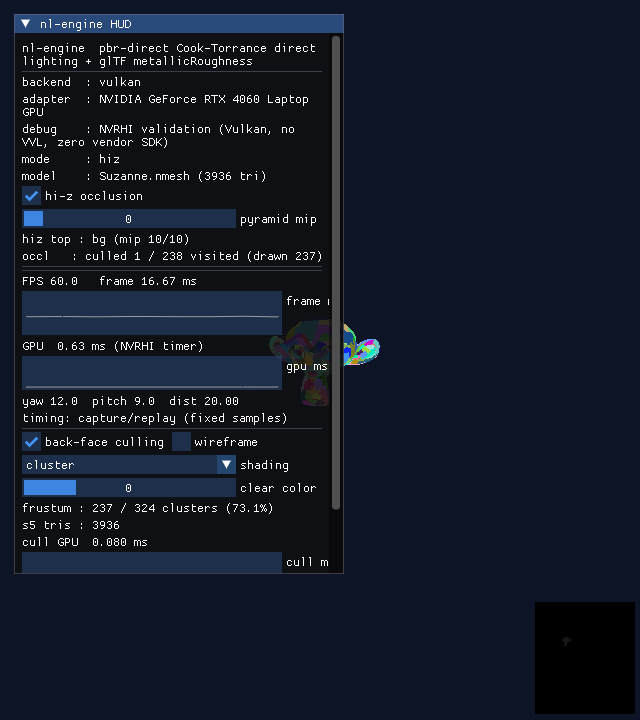 nl-engine HUD
nl-engine  pbr-direct Cook-Torrance direct
lighting + glTF metallicRoughness
backend  : vulkan
adapter  : NVIDIA GeForce RTX 4060 Laptop
GPU
debug    : NVRHI validation (Vulkan, no
VVL, zero vendor SDK)
mode     : hiz
model    : Suzanne.nmesh (3936 tri)
hi-z occlusion
0 pyramid mip
hiz top : bg (mip 10/10)
occl   : culled 1 / 238 visited (drawn 237)
FPS 60.0   frame 16.67 ms
frame
GPU  0.63 ms (NVRHI timer)
gpu ms
yaw 12.0  pitch 9.0  dist 20.00
timing: capture/replay (fixed samples)
back-face culling wireframe
cluster shading
0 clear color
frustum : 237 / 324 clusters (73.1%)
s5 tris : 3936
cull GPU  0.080 ms
cull m